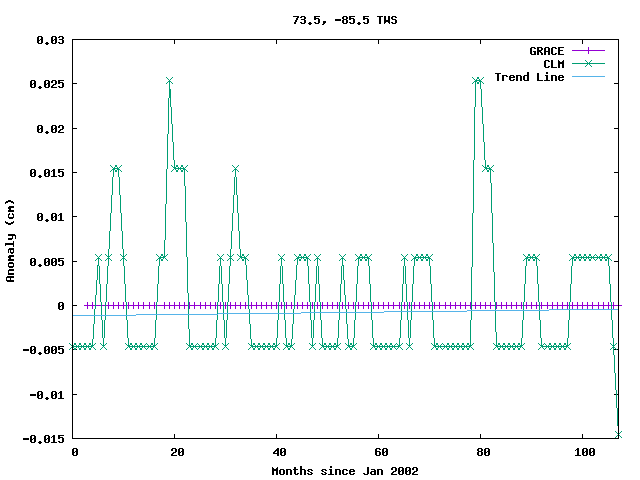 73.5, -85.5 TWS
GRACE
CLM
Trend Line
0.03
0.025
0.02
0.015
0.01
0.005
0
-0.005
-0.01
-0.015
Anomaly (cm)
0 20 40 60 80 100
Months since Jan 2002